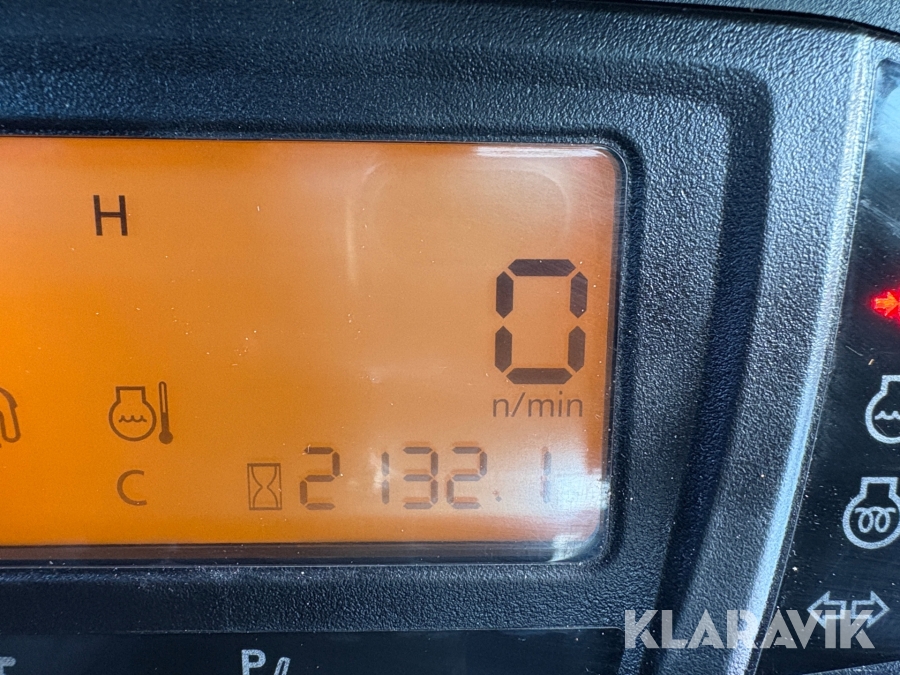 H
0
n/min
C
2132.1
P
KLARAVIK